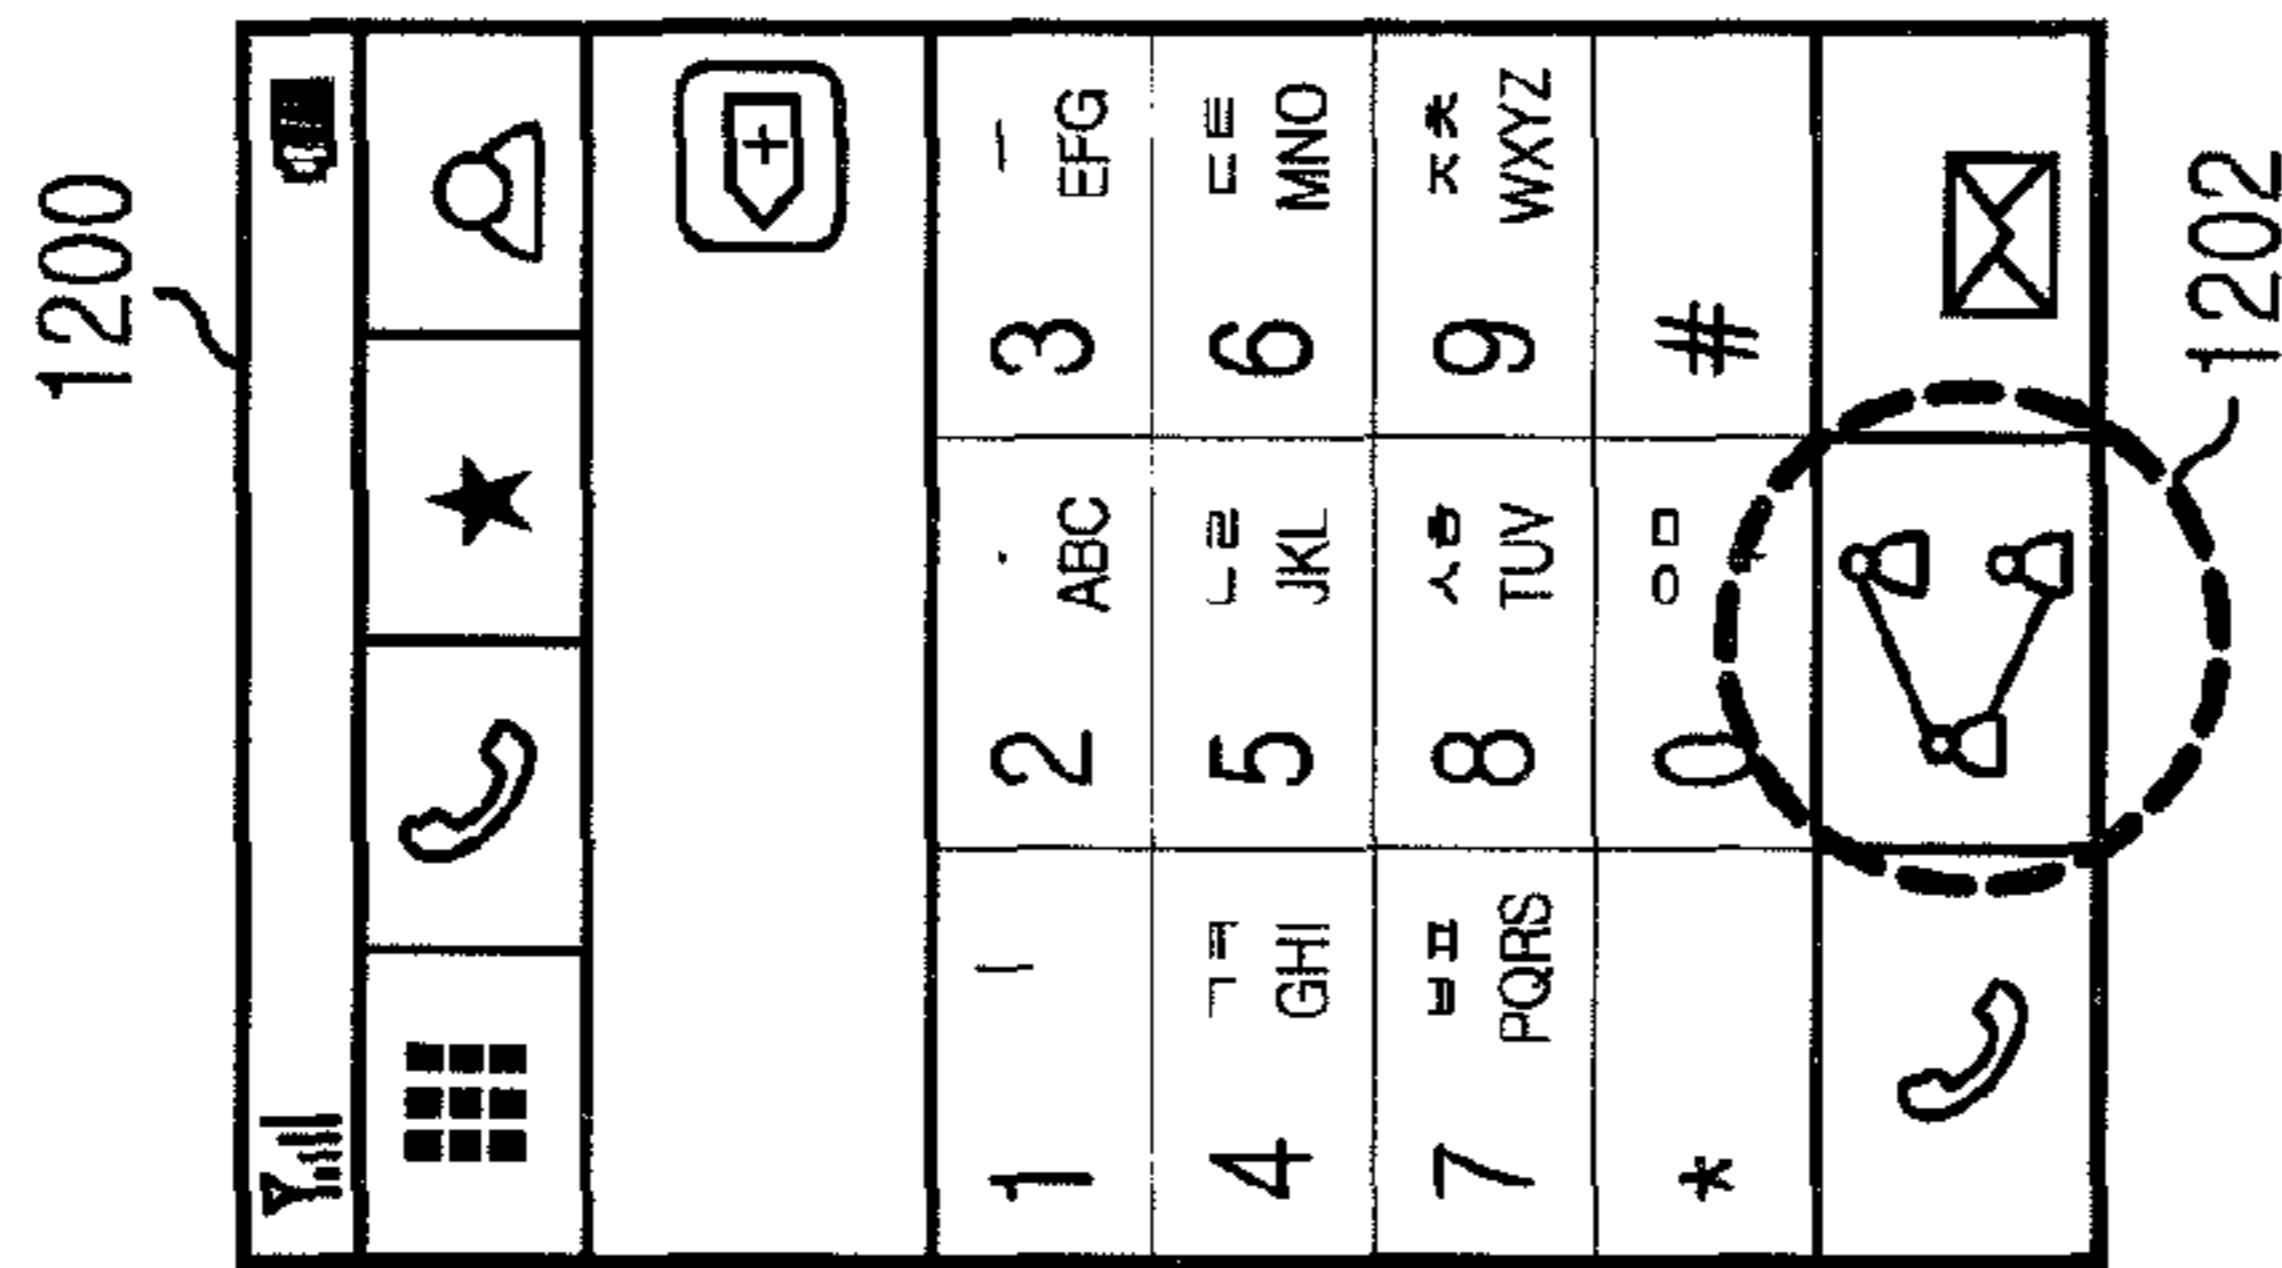 1200
1 ㅣ
2 · ABC
3 ㅡ EFG
4 ㄱㅋ GHI
5 ㄴㄹ JKL
6 ㄷㅌ MNO
7 ㅂㅍ PQRS
8 ㅅㅎ TUV
9 ㅈㅊ WXYZ
*
0 ㅇㅁ
#
1202